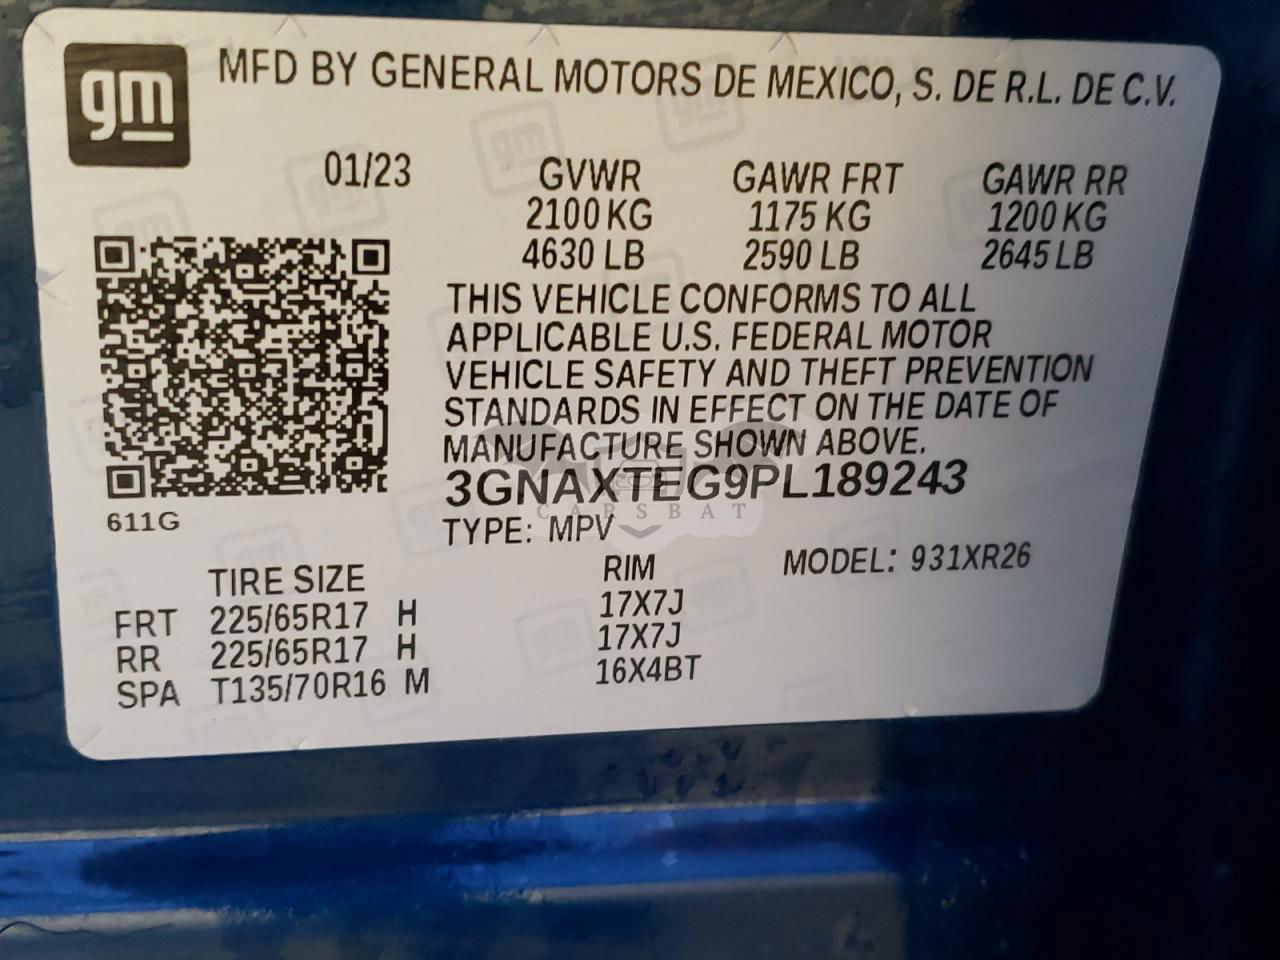 gm
MFD BY GENERAL MOTORS DE MEXICO, S. DE R.L. DE C.V.
01/23 GVWR GAWR FRT GAWR RR
2100 KG 1175 KG 1200 KG
4630 LB 2590 LB 2645 LB
THIS VEHICLE CONFORMS TO ALL
APPLICABLE U.S. FEDERAL MOTOR
VEHICLE SAFETY AND THEFT PREVENTION
STANDARDS IN EFFECT ON THE DATE OF
MANUFACTURE SHOWN ABOVE.
3GNAXTEG9PL189243
CARSBAT
611G
TYPE: MPV MODEL: 931XR26
TIRE SIZE RIM
FRT 225/65R17 H 17X7J
RR 225/65R17 H 17X7J
SPA T135/70R16 M 16X4BT